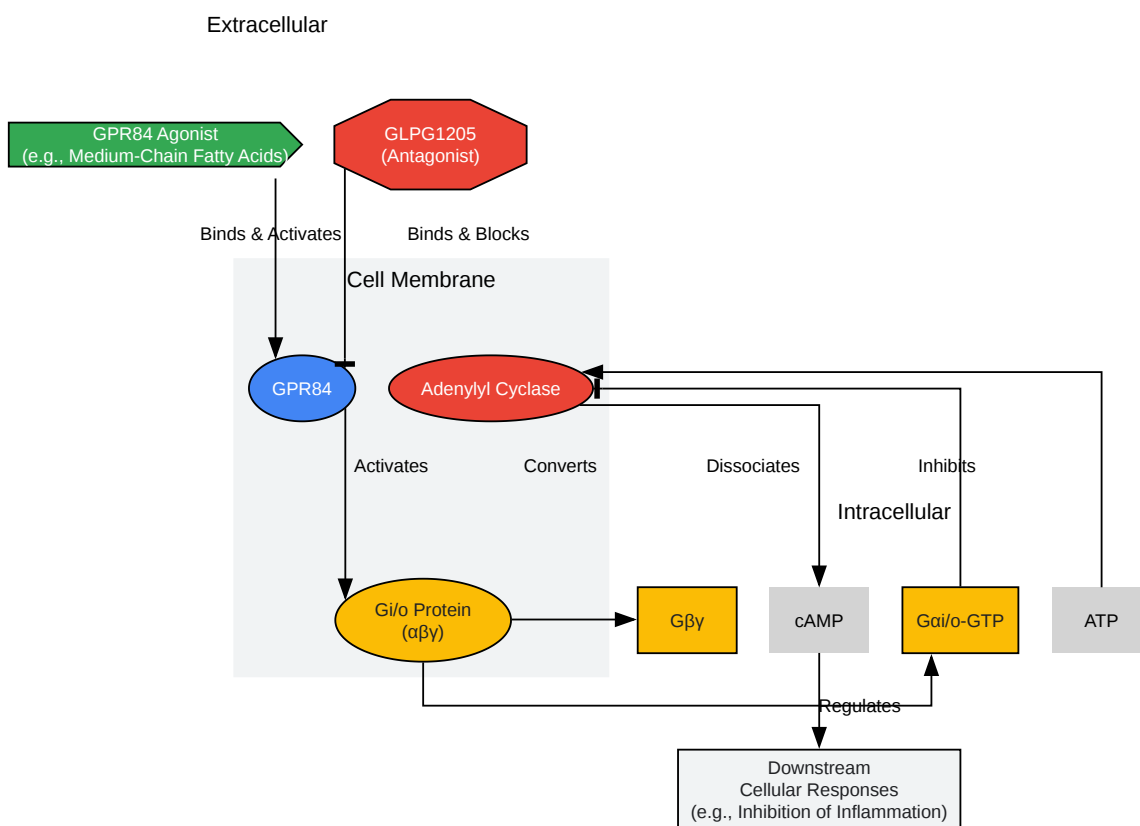 Extracellular
GPR84 Agonist
(e.g., Medium-Chain Fatty Acids)
GLPG1205
(Antagonist)
Binds & Activates
Binds & Blocks
Cell Membrane
GPR84
Adenylyl Cyclase
Activates
Converts
Dissociates
Inhibits
Intracellular
Gi/o Protein
(αβγ)
Gβγ
cAMP
Gαi/o-GTP
ATP
Regulates
Downstream
Cellular Responses
(e.g., Inhibition of Inflammation)